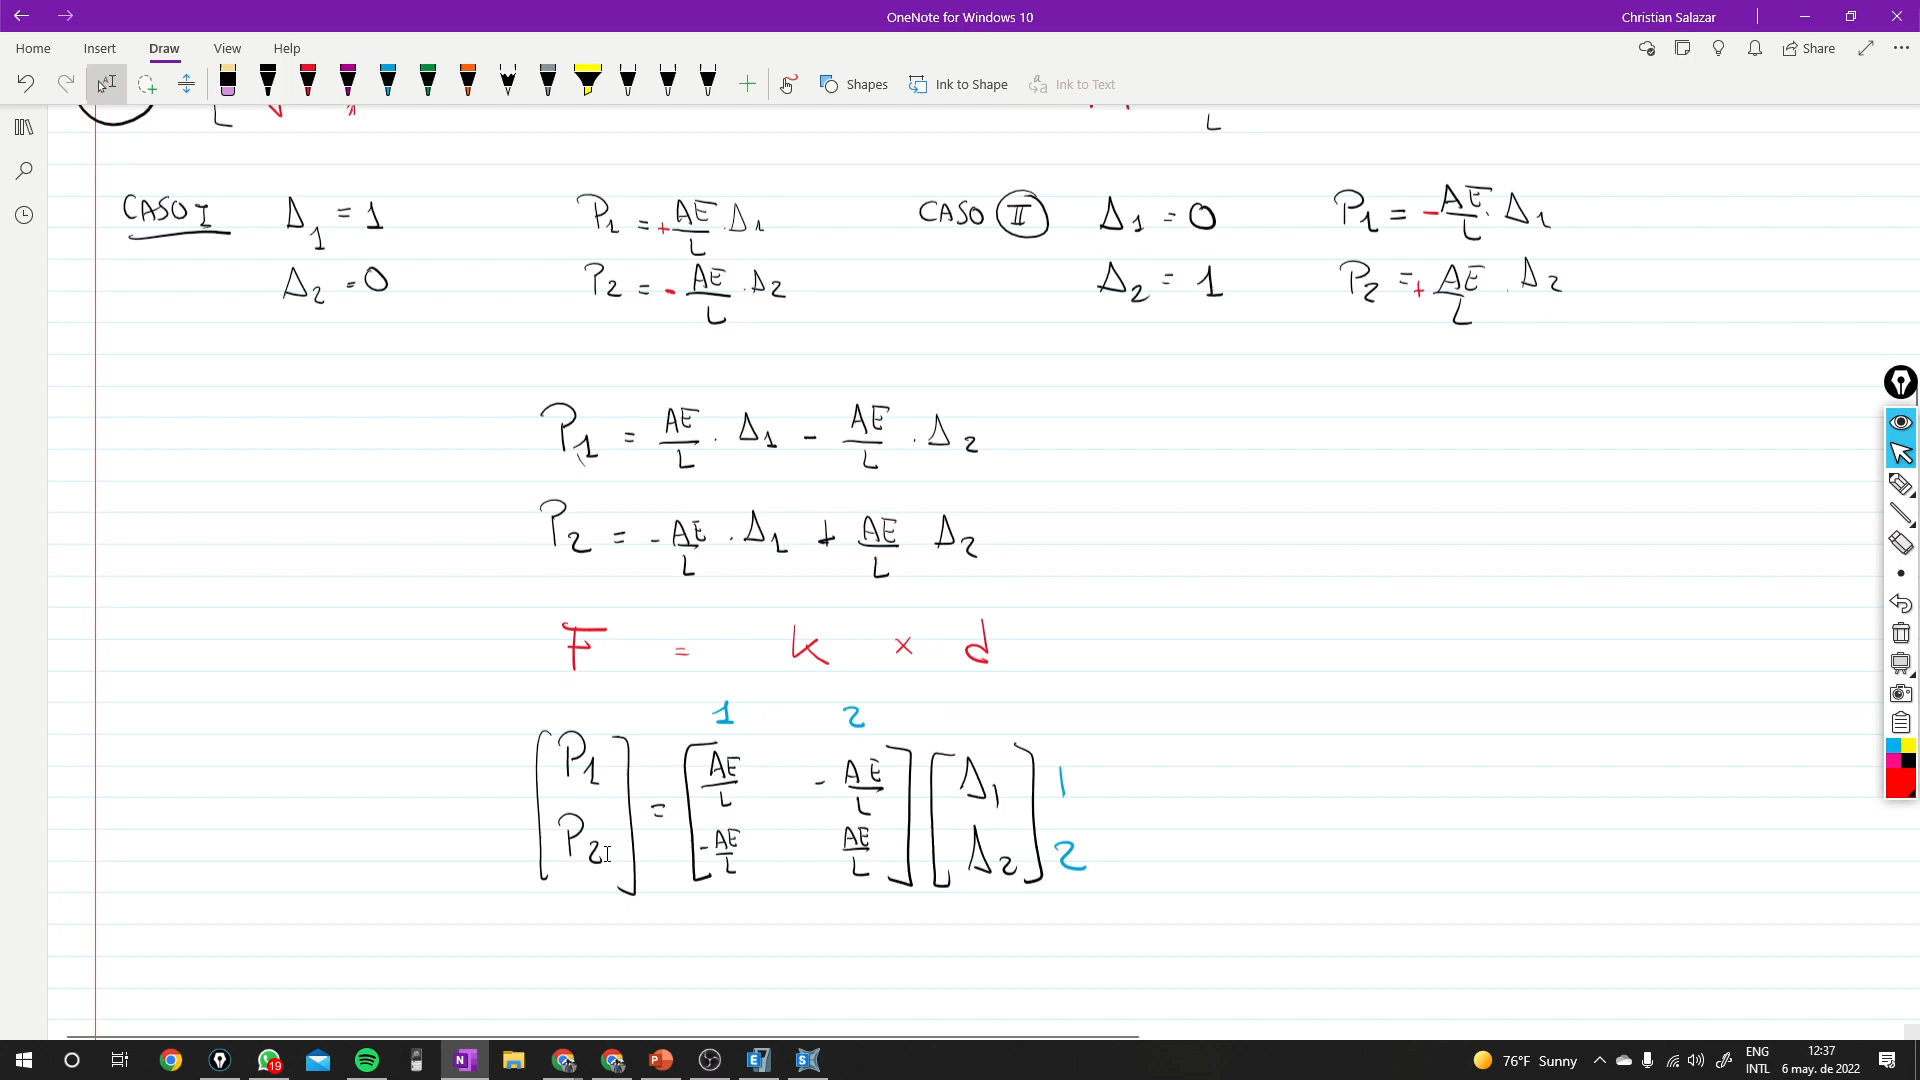 OneNote for Windows 10
Christian Salazar
Home Insert Draw View Help
Share
Shapes Ink to Shape Ink to Text
L
L
CASO I Δ1 = 1 P1 = + AE/L . Δ1 CASO II Δ1 = 0 P1 = - AE/L . Δ1
Δ2 = 0 P2 = - AE/L . Δ2 Δ2 = 1 P2 = + AE/L . Δ2
P1 = AE/L . Δ1 - AE/L . Δ2
P2 = - AE/L . Δ1 + AE/L Δ2
F = K x d
1 2
[P1] = [AE/L - AE/L] [Δ1] 1
[P2] [-AE/L AE/L] [Δ2] 2
19
76°F Sunny
ENG
INTL
12:37
6 may. de 2022